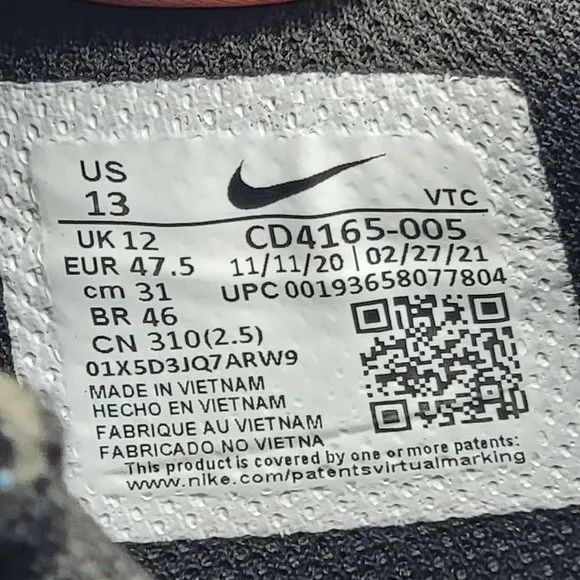 US
13
VTC
UK 12
CD4165-005
EUR 47.5
11/11/20 | 02/27/21
cm 31
UPC 00193658077804
BR 46
CN 310(2.5)
01X5D3JQ7ARW9
MADE IN VIETNAM
HECHO EN VIETNAM
FABRIQUE AU VIETNAM
FABRICADO NO VIETNA
This product is covered by one or more patents:
www.nike.com/patentsvirtualmarking